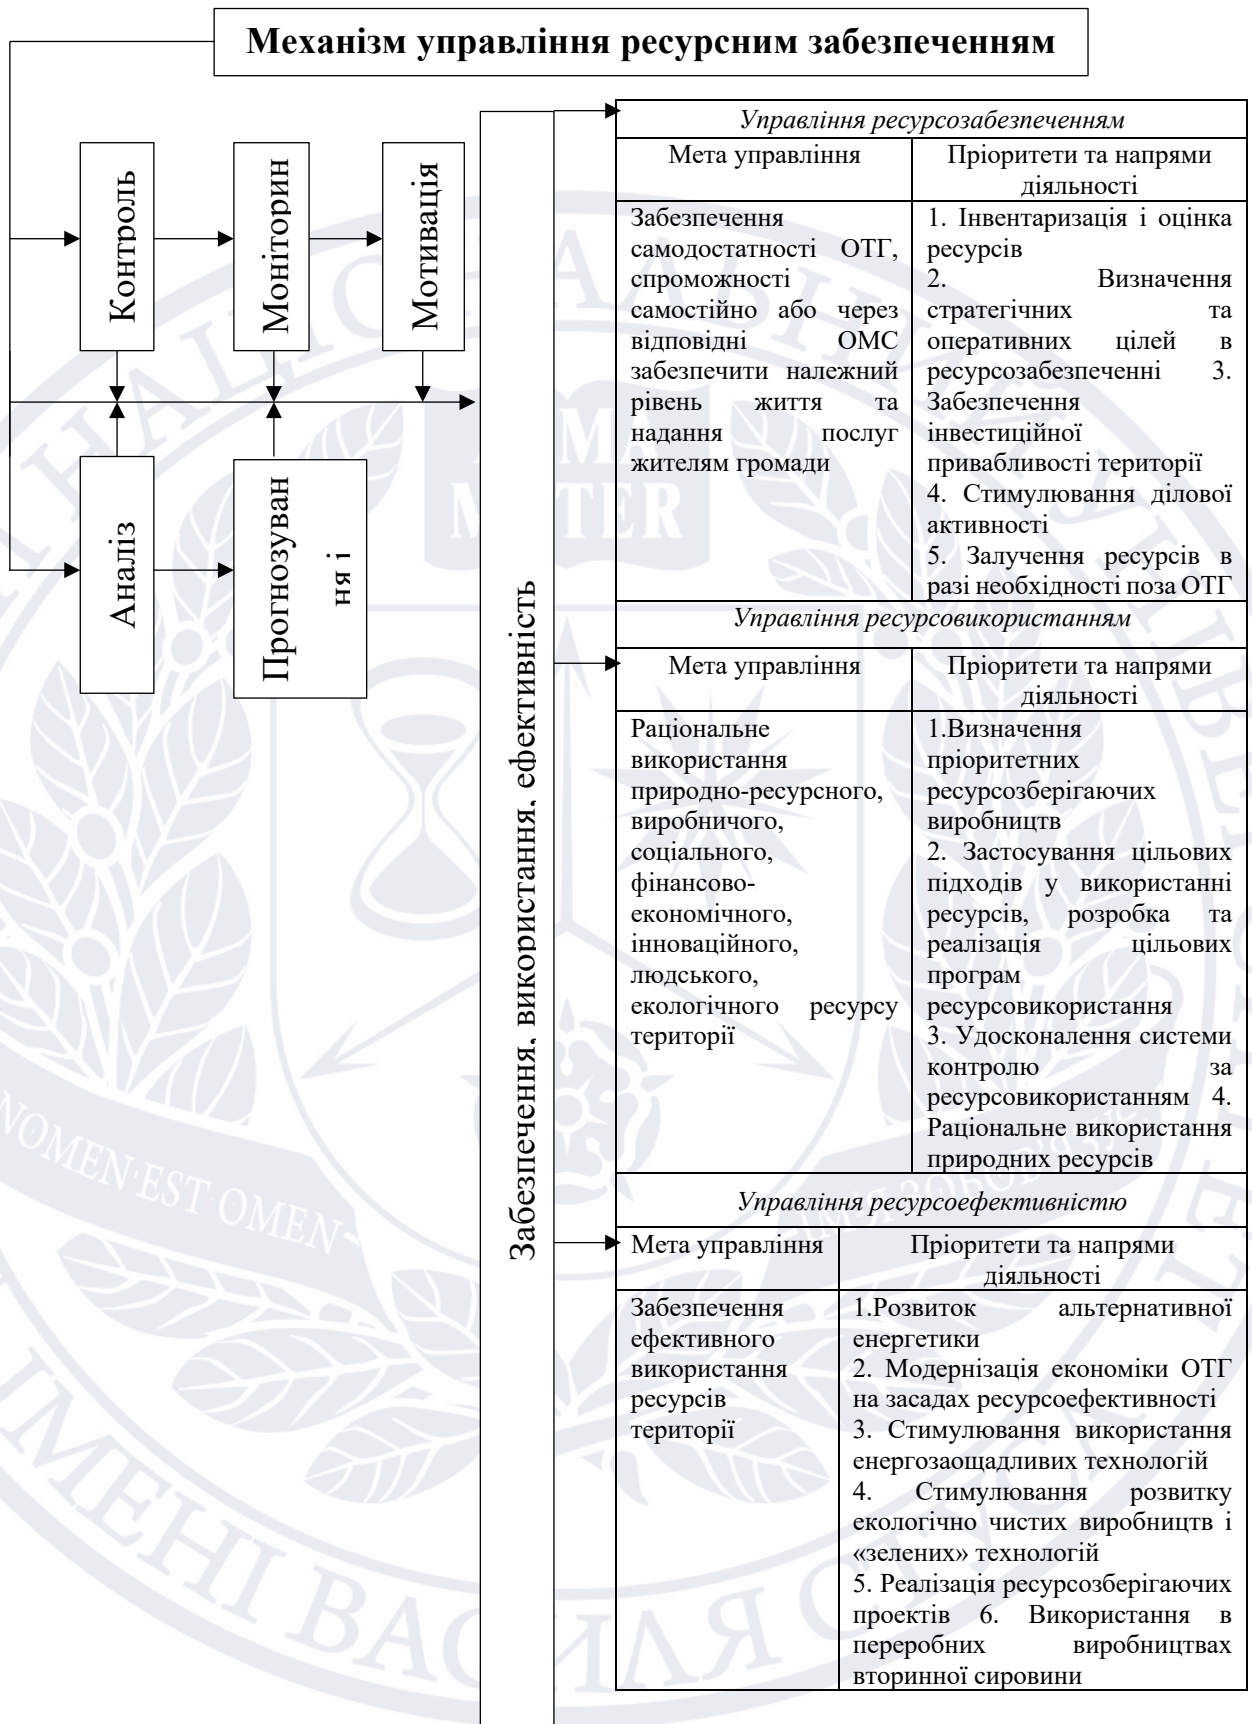 Механізм управління ресурсним забезпеченням
Контроль
Моніторин
Мотивація
Аналіз
Прогнозуван
ня і
Забезпечення, використання, ефективність
Управління ресурсозабезпеченням
Мета управління
Пріоритети та напрями
діяльності
Забезпечення
самодостатності ОТГ,
спроможності
самостійно або через
відповідні ОМС
забезпечити належний
рівень життя та
надання послуг
жителям громади
1. Інвентаризація і оцінка
ресурсів
2. Визначення
стратегічних та
оперативних цілей в
ресурсозабезпеченні 3.
Забезпечення
інвестиційної
привабливості території
4. Стимулювання ділової
активності
5. Залучення ресурсів в
разі необхідності поза ОТГ
Управління ресурсовикористанням
Мета управління
Пріоритети та напрями
діяльності
Раціональне
використання
природно-ресурсного,
виробничого,
соціального,
фінансово-
економічного,
інноваційного,
людського,
екологічного ресурсу
території
1.Визначення
пріоритетних
ресурсозберігаючих
виробництв
2. Застосування цільових
підходів у використанні
ресурсів, розробка та
реалізація цільових
програм
ресурсовикористання
3. Удосконалення системи
контролю за
ресурсовикористанням 4.
Раціональне використання
природних ресурсів
Управління ресурсоефективністю
Мета управління
Пріоритети та напрями
діяльності
Забезпечення
ефективного
використання
ресурсів
території
1.Розвиток альтернативної
енергетики
2. Модернізація економіки ОТГ
на засадах ресурсоефективності
3. Стимулювання використання
енергозаощадливих технологій
4. Стимулювання розвитку
екологічно чистих виробництв і
«зелених» технологій
5. Реалізація ресурсозберігаючих
проектів 6. Використання в
переробних виробництвах
вторинної сировини
NOMEN EST OMEN
ALMA
MATER
ІМЕНІ ВАСИЛЯ СТУСА